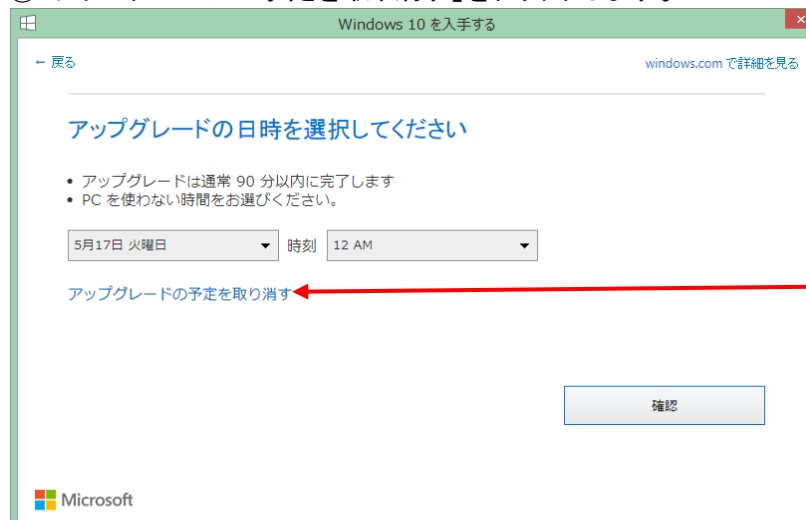 Windows 10 を入手する
← 戻る
windows.com で詳細を見る
アップグレードの日時を選択してください
• アップグレードは通常 90 分以内に完了します
• PC を使わない時間をお選びください。
5月17日 火曜日 時刻 12 AM
アップグレードの予定を取り消す
確認
Microsoft